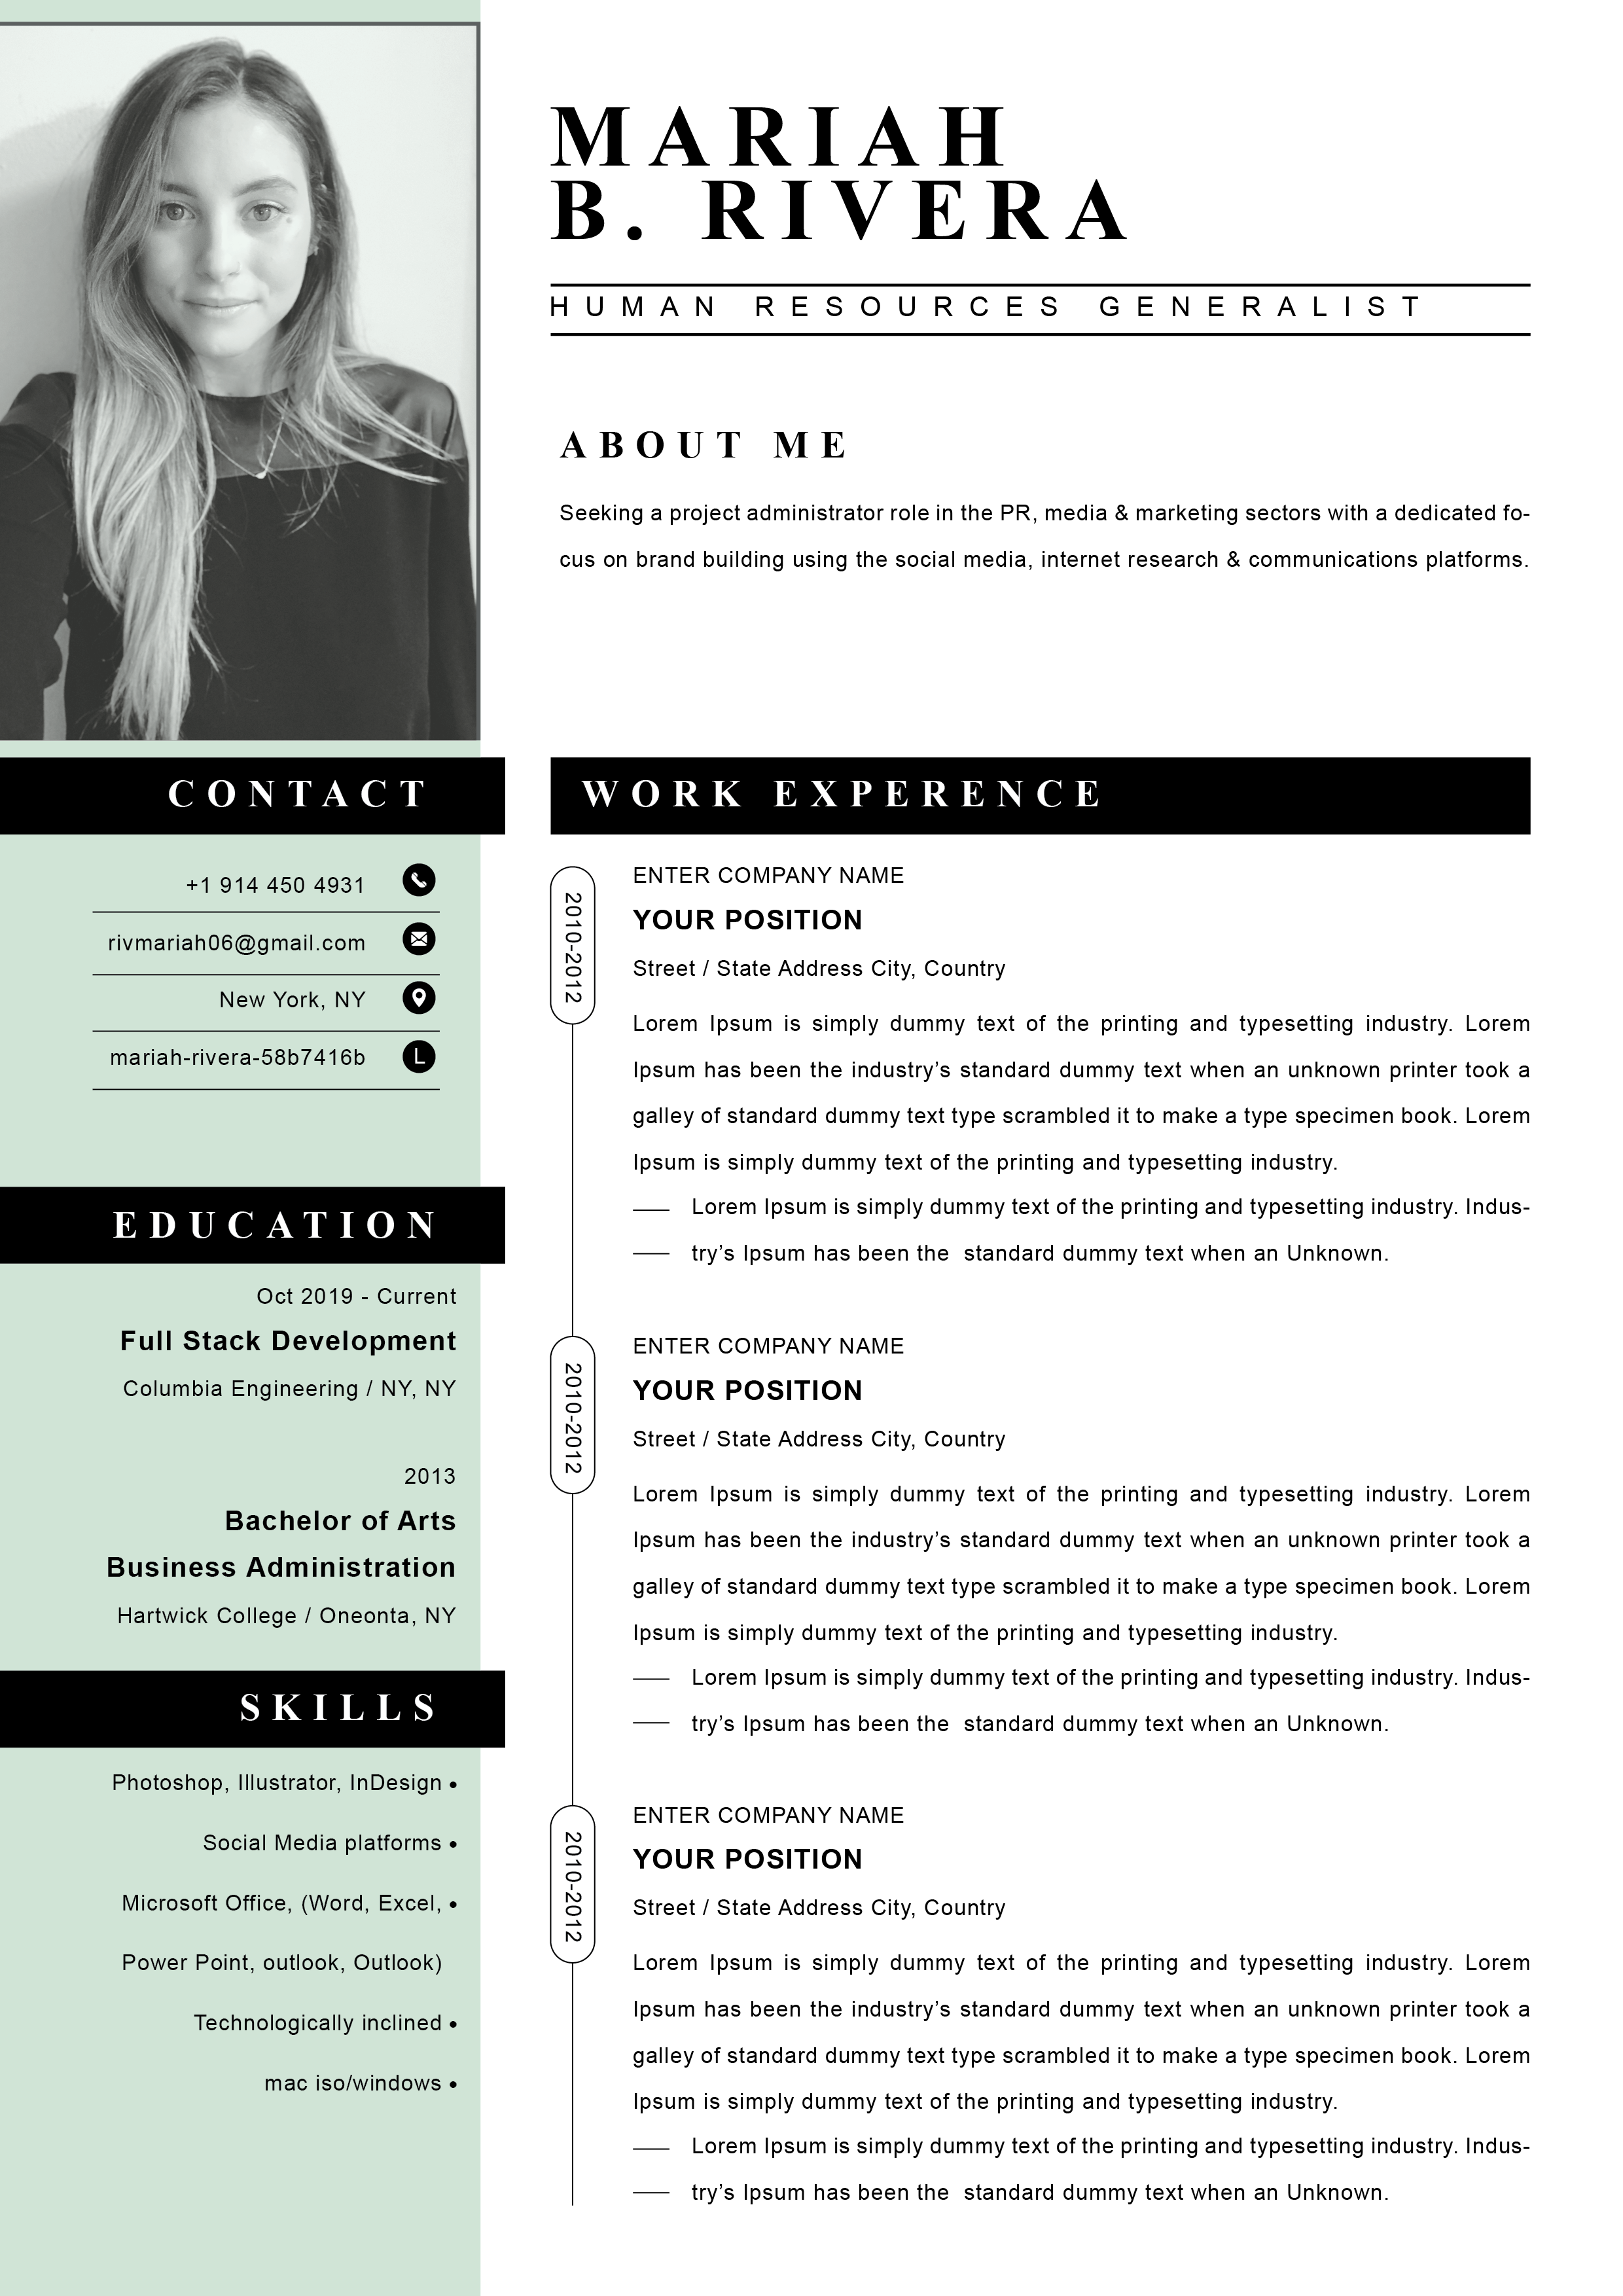 MARIAH
B. RIVERA
HUMAN RESOURCES GENERALIST
ABOUT ME
Seeking a project administrator role in the PR, media & marketing sectors with a dedicated fo-
cus on brand building using the social media, internet research & communications platforms.
CONTACT
+1 914 450 4931
rivmariah06@gmail.com
New York, NY
mariah-rivera-58b7416b
L
EDUCATION
Oct 2019 - Current
Full Stack Development
Columbia Engineering / NY, NY
2013
Bachelor of Arts
Business Administration
Hartwick College / Oneonta, NY
SKILLS
Photoshop, Illustrator, InDesign •
Social Media platforms •
Microsoft Office, (Word, Excel, •
Power Point, outlook, Outlook)
Technologically inclined •
mac iso/windows •
WORK EXPERENCE
2010-2012
ENTER COMPANY NAME
YOUR POSITION
Street / State Address City, Country
Lorem Ipsum is simply dummy text of the printing and typesetting industry. Lorem
Ipsum has been the industry’s standard dummy text when an unknown printer took a
galley of standard dummy text type scrambled it to make a type specimen book. Lorem
Ipsum is simply dummy text of the printing and typesetting industry.
Lorem Ipsum is simply dummy text of the printing and typesetting industry. Indus-
try’s Ipsum has been the  standard dummy text when an Unknown.
2010-2012
ENTER COMPANY NAME
YOUR POSITION
Street / State Address City, Country
Lorem Ipsum is simply dummy text of the printing and typesetting industry. Lorem
Ipsum has been the industry’s standard dummy text when an unknown printer took a
galley of standard dummy text type scrambled it to make a type specimen book. Lorem
Ipsum is simply dummy text of the printing and typesetting industry.
Lorem Ipsum is simply dummy text of the printing and typesetting industry. Indus-
try’s Ipsum has been the  standard dummy text when an Unknown.
2010-2012
ENTER COMPANY NAME
YOUR POSITION
Street / State Address City, Country
Lorem Ipsum is simply dummy text of the printing and typesetting industry. Lorem
Ipsum has been the industry’s standard dummy text when an unknown printer took a
galley of standard dummy text type scrambled it to make a type specimen book. Lorem
Ipsum is simply dummy text of the printing and typesetting industry.
Lorem Ipsum is simply dummy text of the printing and typesetting industry. Indus-
try’s Ipsum has been the  standard dummy text when an Unknown.